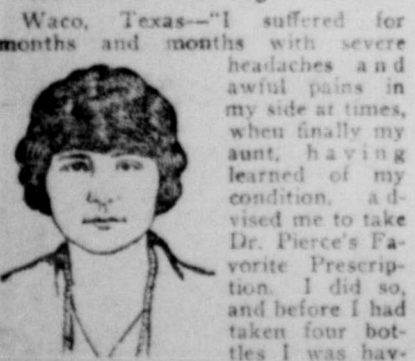 Waco, Texas—"I suffered for
months and months with severe
headaches and
awful pains in
my side at times,
when finally my
aunt, having
learned of my
condition, ad-
vised me to take
Dr. Pierce's Fa-
vorite Prescrip-
tion. I did so,
and before I had
taken four bot-
tles I was hav-